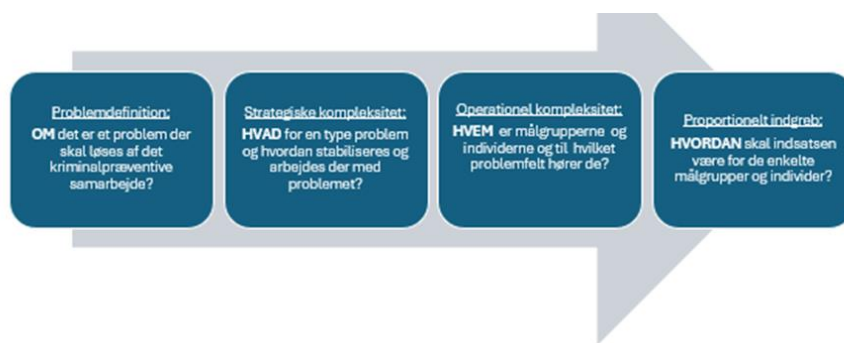 Problemdefinition:
OM det er et problem der
skal løses af det
kriminalpræventive
samarbejde?
Strategiske kompleksitet:
HVAD for en type problem
og hvordan stabiliseres og
arbejdes der med
problemet?
Operationel kompleksitet:
HVEM er målgrupperne og
individerne og til hvilket
problemfelt hører de?
Proportionelt indgreb:
HVORDAN skal indsatsen
være for de enkelte
målgrupper og individer?